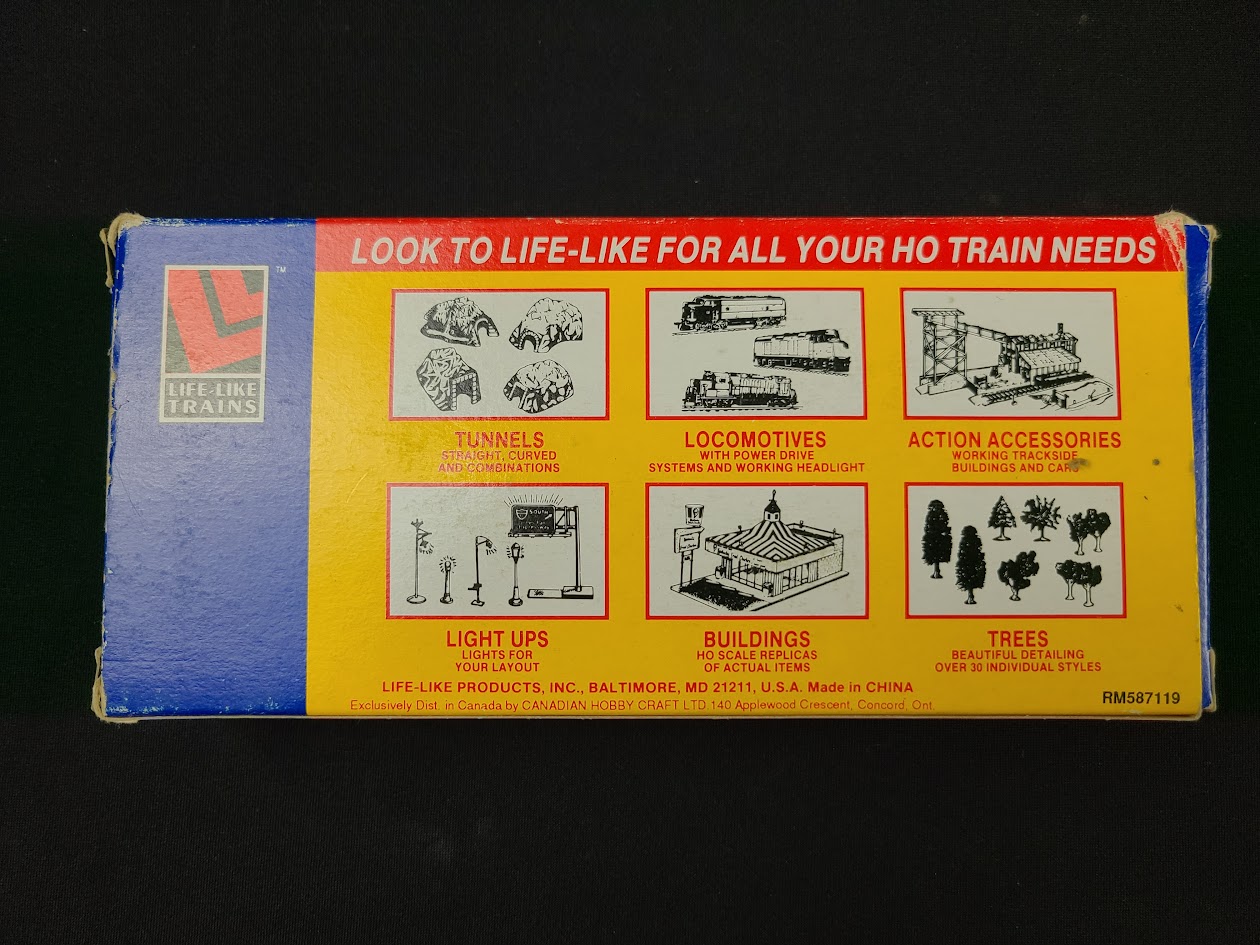 LOOK TO LIFE-LIKE FOR ALL YOUR HO TRAIN NEEDS
TM
LIFE-LIKE
TRAINS
TUNNELS
STRAIGHT, CURVED
AND COMBINATIONS
LOCOMOTIVES
WITH POWER DRIVE
SYSTEMS AND WORKING HEADLIGHT
ACTION ACCESSORIES
WORKING TRACKSIDE
BUILDINGS AND CARS
SOUTH
LIGHT UPS
LIGHTS FOR
YOUR LAYOUT
BUILDINGS
HO SCALE REPLICAS
OF ACTUAL ITEMS
TREES
BEAUTIFUL DETAILING
OVER 30 INDIVIDUAL STYLES
LIFE-LIKE PRODUCTS, INC., BALTIMORE, MD 21211, U.S.A. Made in CHINA
Exclusively Dist. in Canada by CANADIAN HOBBY CRAFT LTD. 140 Applewood Crescent, Concord, Ont.
RM587119